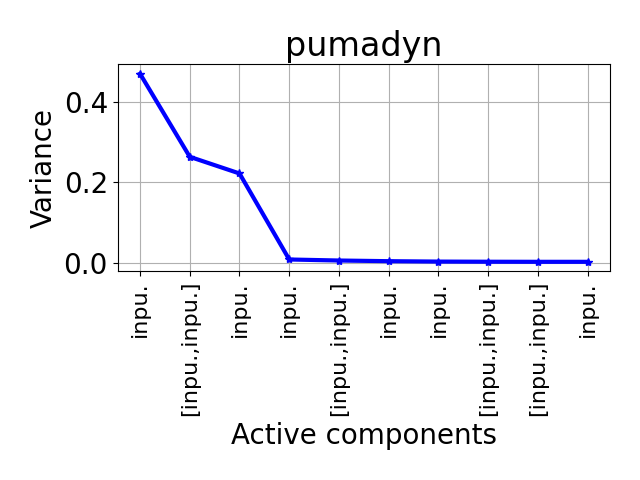 pumadyn
Variance
0.4
0.2
0.0
inpu.
[inpu.,inpu.]
inpu.
inpu.
[inpu.,inpu.]
inpu.
inpu.
[inpu.,inpu.]
[inpu.,inpu.]
inpu.
Active components